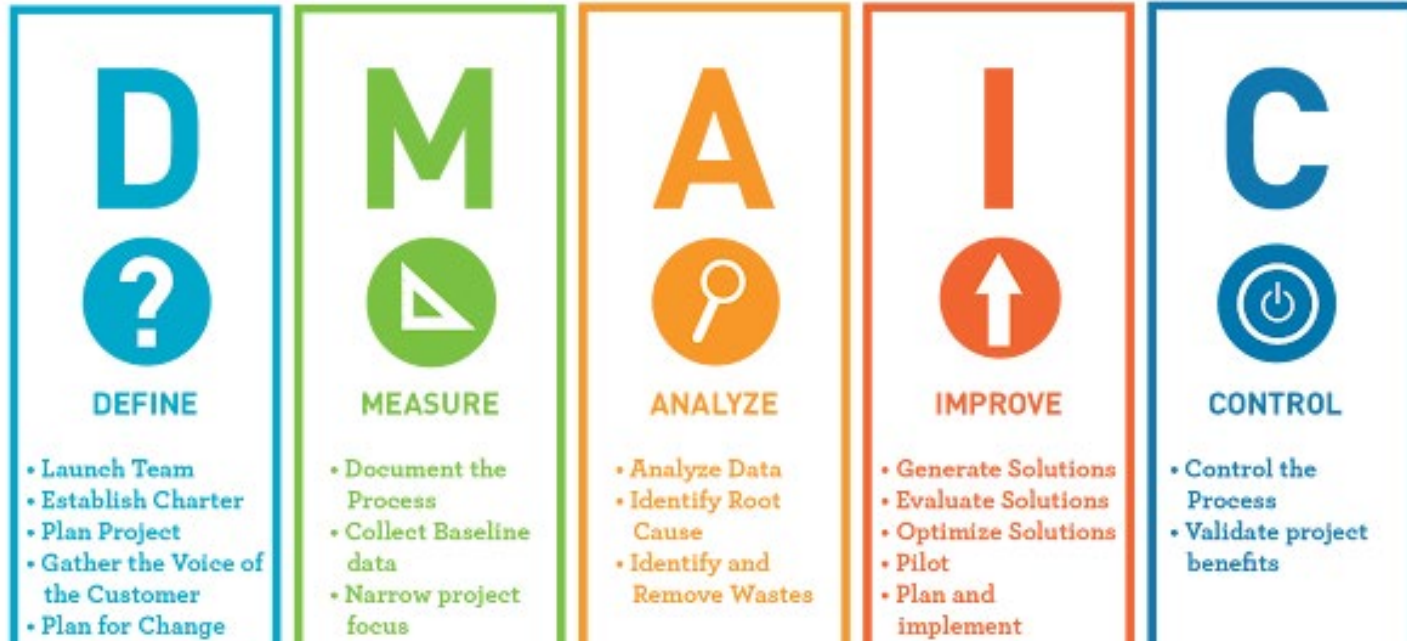 D
?
DEFINE
• Launch Team
• Establish Charter
• Plan Project
• Gather the Voice of
the Customer
• Plan for Change
M
MEASURE
• Document the
Process
• Collect Baseline
data
• Narrow project
focus
A
ANALYZE
• Analyze Data
• Identify Root
Cause
• Identify and
Remove Wastes
I
IMPROVE
• Generate Solutions
• Evaluate Solutions
• Optimize Solutions
• Pilot
• Plan and
implement
C
CONTROL
• Control the
Process
• Validate project
benefits